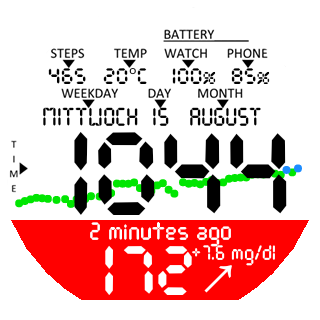 BATTERY
STEPS TEMP WATCH PHONE
465 20°C 100% 85%
WEEKDAY DAY MONTH
MITTWOCH 15 AUGUST
TIME 1844
2 minutes ago
172 +7.6 mg/dl